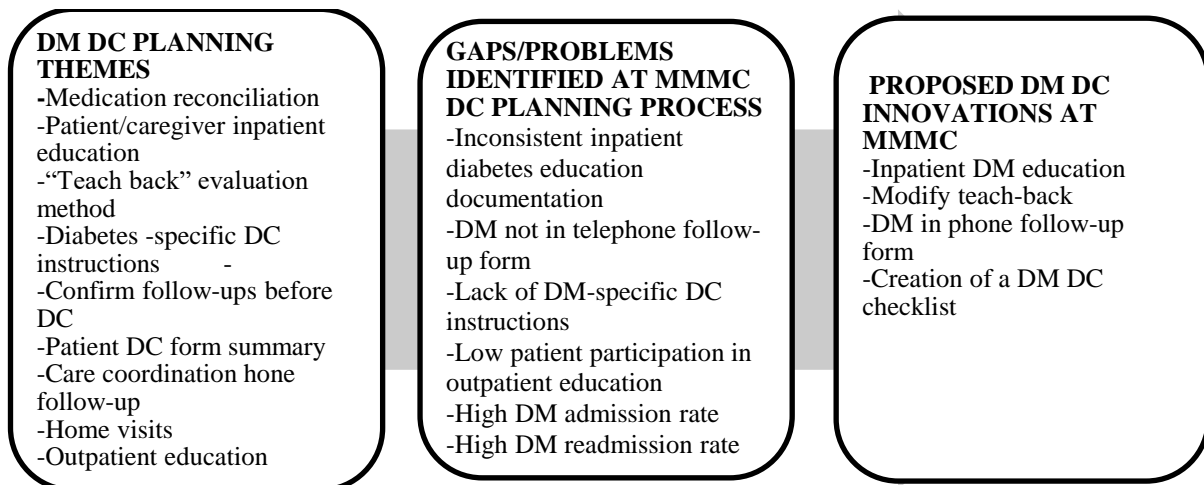 DM DC PLANNING
THEMES
-Medication reconciliation
-Patient/caregiver inpatient
education
-“Teach back” evaluation
method
-Diabetes -specific DC
instructions -
-Confirm follow-ups before
DC
-Patient DC form summary
-Care coordination hone
follow-up
-Home visits
-Outpatient education
GAPS/PROBLEMS
IDENTIFIED AT MMMC
DC PLANNING PROCESS
-Inconsistent inpatient
diabetes education
documentation
-DM not in telephone follow-
up form
-Lack of DM-specific DC
instructions
-Low patient participation in
outpatient education
-High DM admission rate
-High DM readmission rate
PROPOSED DM DC
INNOVATIONS AT
MMMC
-Inpatient DM education
-Modify teach-back
-DM in phone follow-up
form
-Creation of a DM DC
checklist